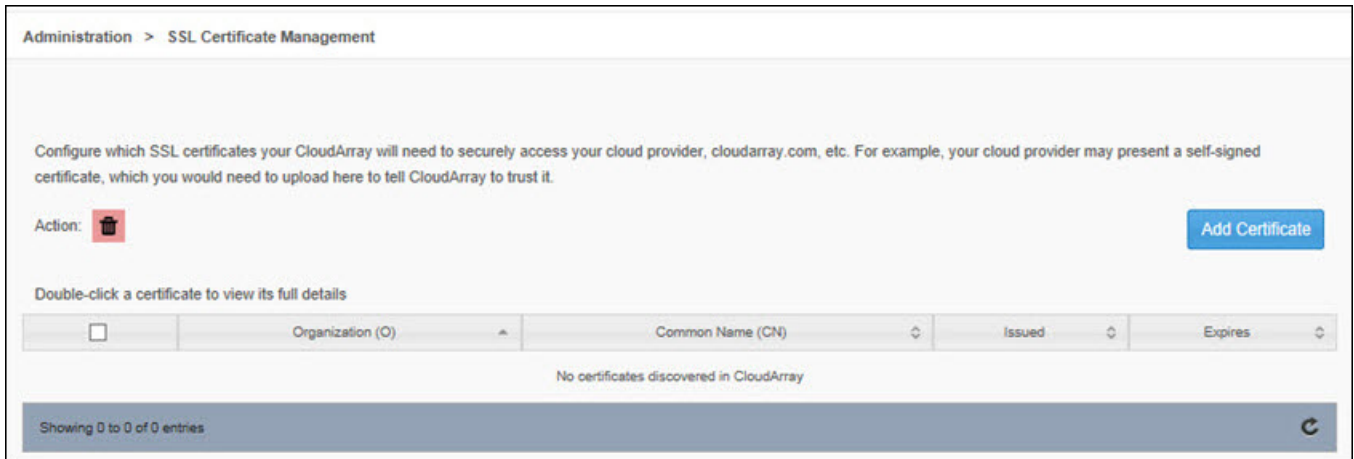 Administration > SSL Certificate Management
Configure which SSL certificates your CloudArray will need to securely access your cloud provider, cloudarray.com, etc. For example, your cloud provider may present a self-signed
certificate, which you would need to upload here to tell CloudArray to trust it.
Action:
Add Certificate
Double-click a certificate to view its full details
Organization (O) Common Name (CN) Issued Expires
No certificates discovered in CloudArray
Showing 0 to 0 of 0 entries